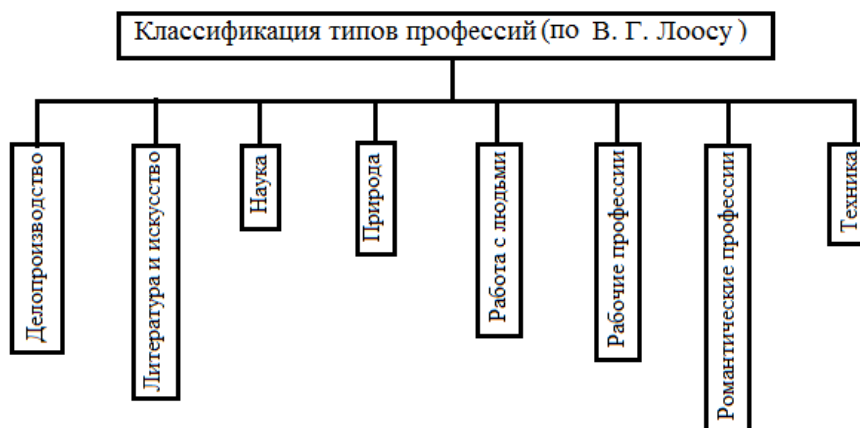 Классификация типов профессий (по В. Г. Лоосу )
Делопроизводство
Литература и искусство
Наука
Природа
Работа с людьми
Рабочие профессии
Романтические профессии
Техника